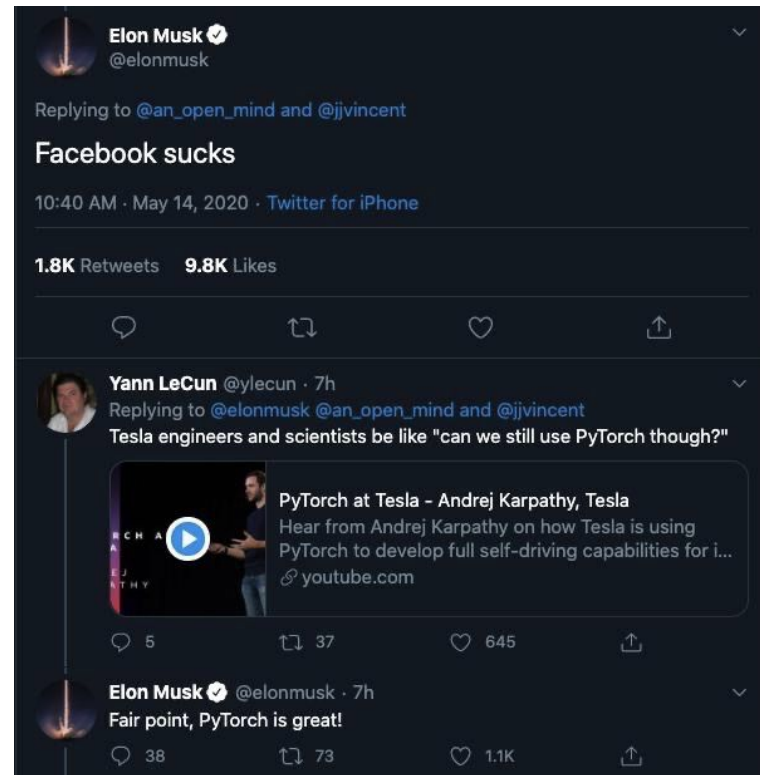 Elon Musk
@elonmusk
Replying to @an_open_mind and @jjvincent
Facebook sucks
10:40 AM · May 14, 2020 · Twitter for iPhone
1.8K Retweets 9.8K Likes
Yann LeCun @ylecun · 7h
Replying to @elonmusk @an_open_mind and @jjvincent
Tesla engineers and scientists be like "can we still use PyTorch though?"
PyTorch at Tesla - Andrej Karpathy, Tesla
Hear from Andrej Karpathy on how Tesla is using
PyTorch to develop full self-driving capabilities for i...
youtube.com
RCH A
A
EJ
ATHY
5 37 645
Elon Musk @elonmusk · 7h
Fair point, PyTorch is great!
38 73 1.1K